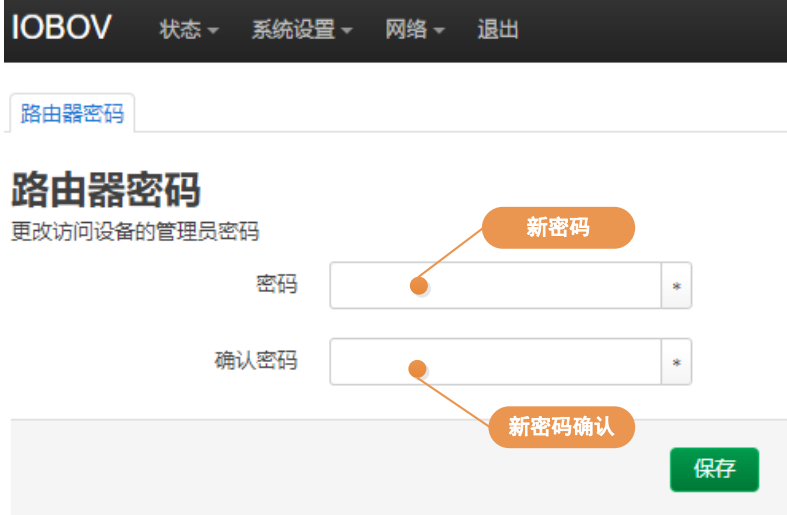 IOBOV 状态 系统设置 网络 退出
路由器密码
路由器密码
更改访问设备的管理员密码
新密码
密码 *
确认密码 *
新密码确认
保存